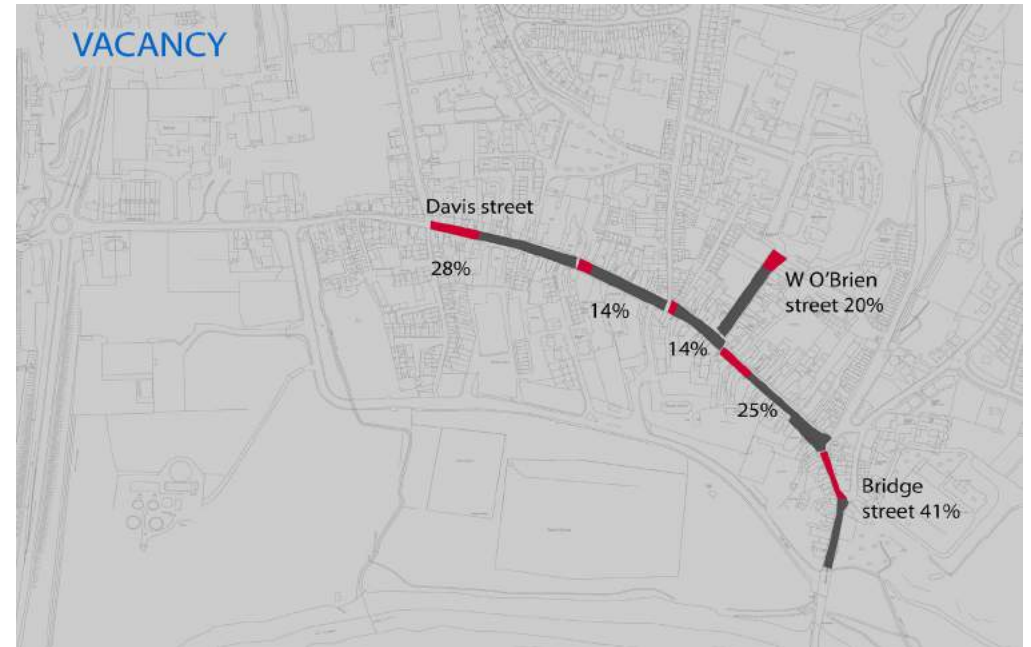 VACANCY
Davis street
28%
14%
14%
W O'Brien
street 20%
25%
Bridge
street 41%